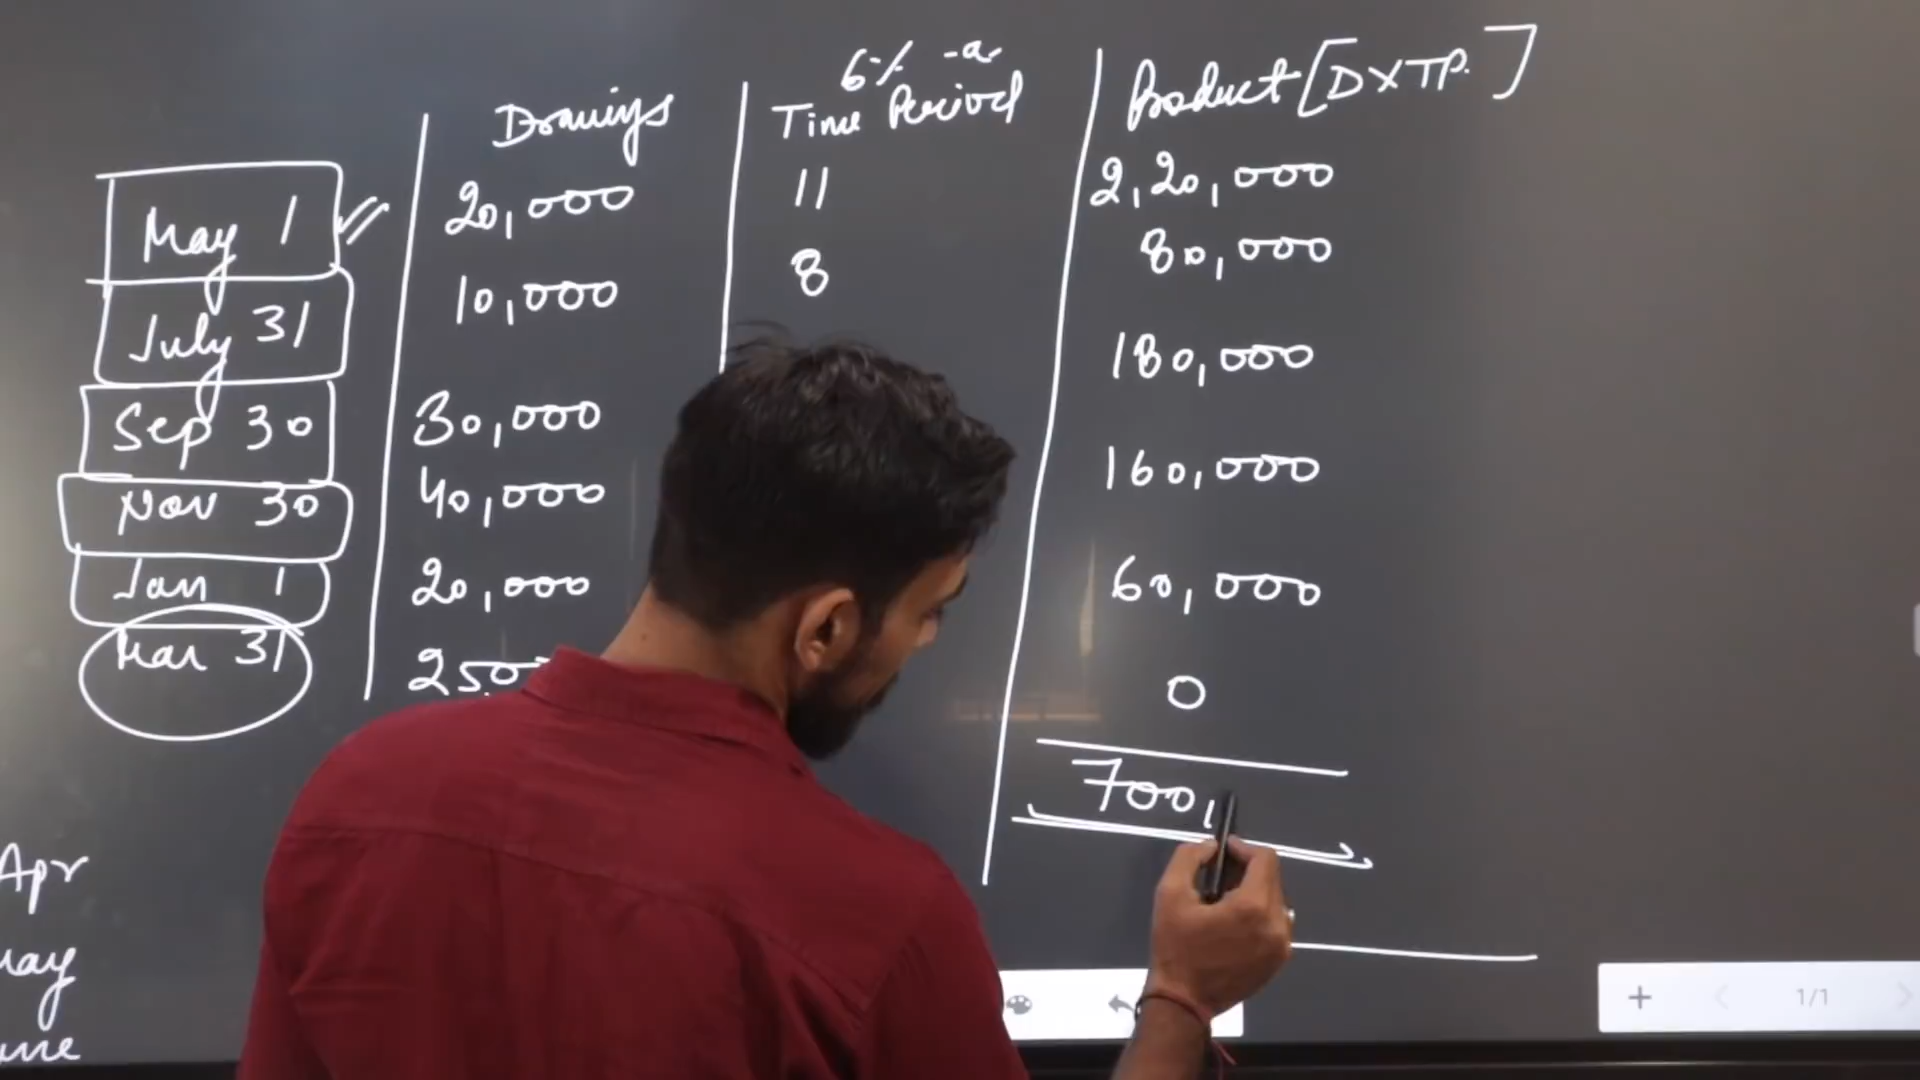 6% -a-
Drawings Time Period Product [DXTP.]
May 1 20,000 11 2,20,000
July 31 10,000 8 80,000
Sep 30 30,000 180,000
Nov 30 40,000 160,000
Jan 1 20,000 60,000
Mar 31 250 0
700,
Apr
1/1